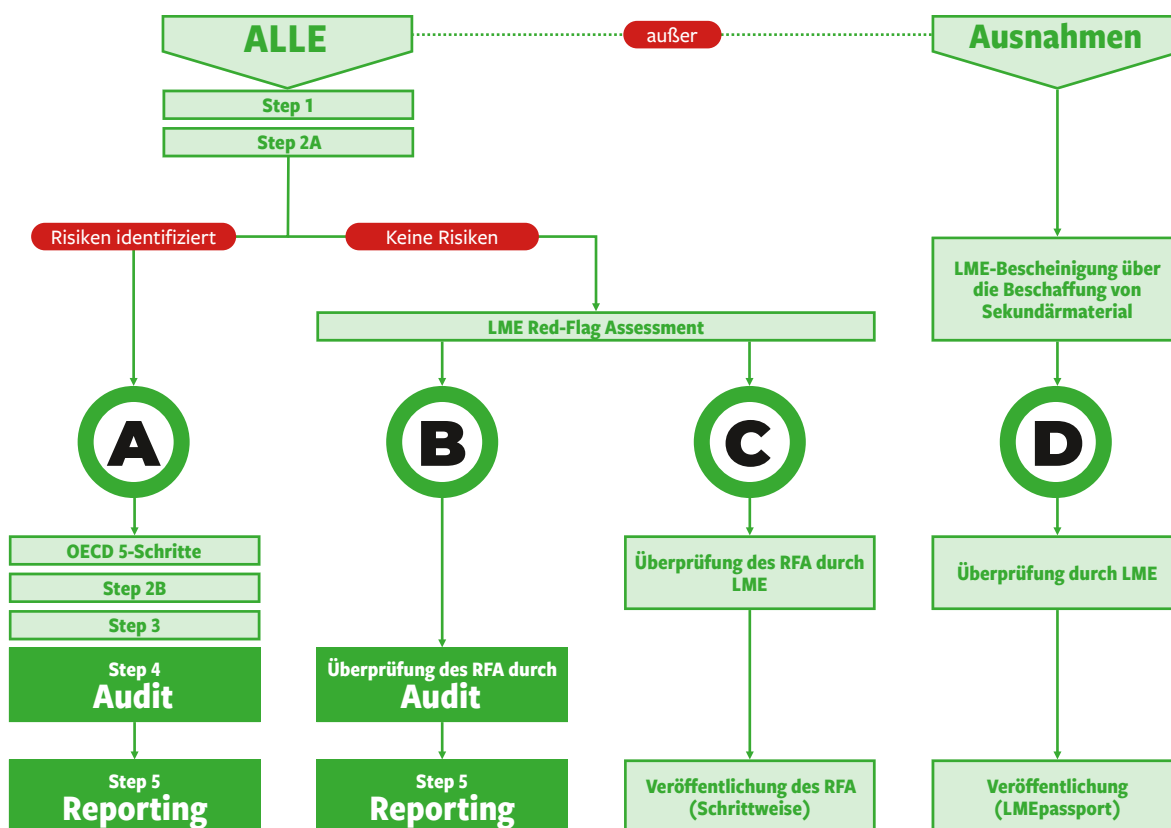 ALLE
außer
Ausnahmen
Step 1
Step 2A
Risiken identifiziert
Keine Risiken
LME-Bescheinigung über
die Beschaffung von
Sekundärmaterial
LME Red-Flag Assessment
A
B
C
D
OECD 5-Schritte
Step 2B
Step 3
Step 4
Audit
Step 5
Reporting
Überprüfung des RFA durch
Audit
Step 5
Reporting
Überprüfung des RFA durch
LME
Veröffentlichung des RFA
(Schrittweise)
Überprüfung durch LME
Veröffentlichung
(LMEpassport)